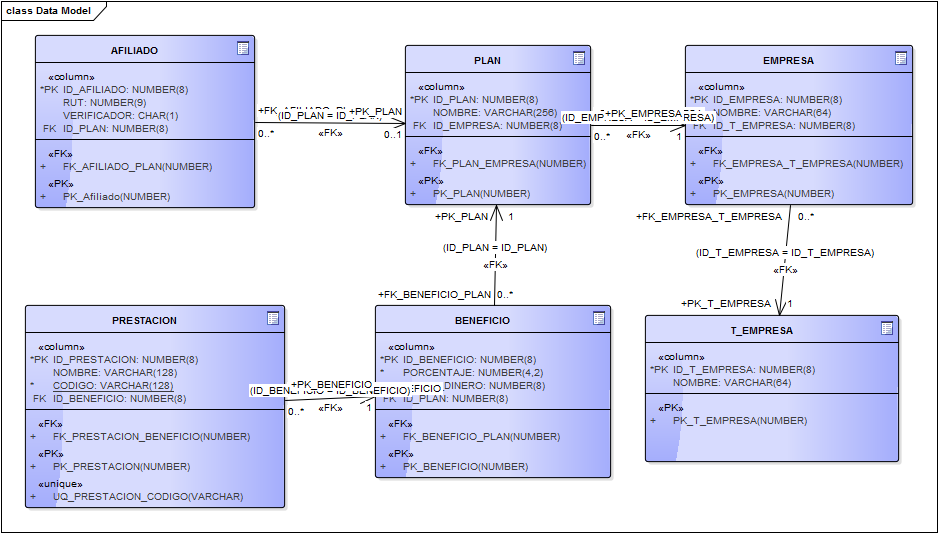 class Data Model
AFILIADO
«column»
*PK ID_AFILIADO: NUMBER(8)
RUT: NUMBER(9)
VERIFICADOR: CHAR(1)
FK ID_PLAN: NUMBER(8)
«FK»
+ FK_AFILIADO_PLAN(NUMBER)
«PK»
+ PK_Afiliado(NUMBER)
+PK_PLAN
(ID_PLAN =
0..* «FK» 0..1
PLAN
«column»
*PK ID_PLAN: NUMBER(8)
NOMBRE: VARCHAR(256)
FK ID_EMPRESA: NUMBER(8)
«FK»
+ FK_PLAN_EMPRESA(NUMBER)
«PK»
+ PK_PLAN(NUMBER)
+PK_EMPRESA
0..* «FK» 1
EMPRESA
«column»
*PK ID_EMPRESA: NUMBER(8)
NOMBRE: VARCHAR(64)
FK ID_T_EMPRESA: NUMBER(8)
«FK»
+ FK_EMPRESA_T_EMPRESA(NUMBER)
«PK»
+ PK_EMPRESA(NUMBER)
+PK_PLAN 1
(ID_PLAN = ID_PLAN)
«FK»
+FK_BENEFICIO_PLAN 0..*
+FK_EMPRESA_T_EMPRESA 0..*
(ID_T_EMPRESA = ID_T_EMPRESA)
«FK»
+PK_T_EMPRESA 1
PRESTACION
«column»
*PK ID_PRESTACION: NUMBER(8)
NOMBRE: VARCHAR(128)
* CODIGO: VARCHAR(128)
FK ID_BENEFICIO: NUMBER(8)
«FK»
+ FK_PRESTACION_BENEFICIO(NUMBER)
«PK»
+ PK_PRESTACION(NUMBER)
«unique»
+ UQ_PRESTACION_CODIGO(VARCHAR)
+PK_BENEFICIO
(ID_BENEFICIO = ID_BENEFICIO)
0..* «FK» 1
BENEFICIO
«column»
*PK ID_BENEFICIO: NUMBER(8)
* PORCENTAJE: NUMBER(4,2)
DINERO: NUMBER(8)
FK ID_PLAN: NUMBER(8)
«FK»
+ FK_BENEFICIO_PLAN(NUMBER)
«PK»
+ PK_BENEFICIO(NUMBER)
T_EMPRESA
«column»
*PK ID_T_EMPRESA: NUMBER(8)
NOMBRE: VARCHAR(64)
«PK»
+ PK_T_EMPRESA(NUMBER)